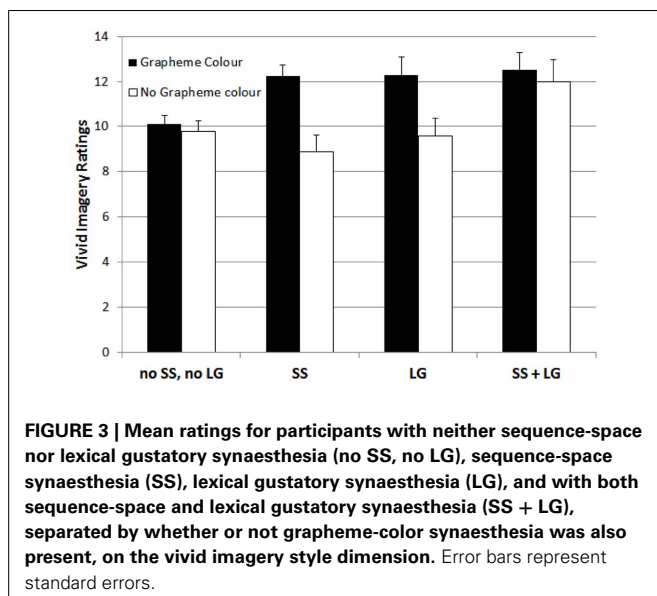 14
Grapheme Colour
12
No Grapheme colour
10
8
6
4
2
0
Vivid Imagery Ratings
no SS, no LG SS LG SS + LG
FIGURE 3 | Mean ratings for participants with neither sequence-space
nor lexical gustatory synaesthesia (no SS, no LG), sequence-space
synaesthesia (SS), lexical gustatory synaesthesia (LG), and with both
sequence-space and lexical gustatory synaesthesia (SS + LG),
separated by whether or not grapheme-color synaesthesia was also
present, on the vivid imagery style dimension. Error bars represent
standard errors.